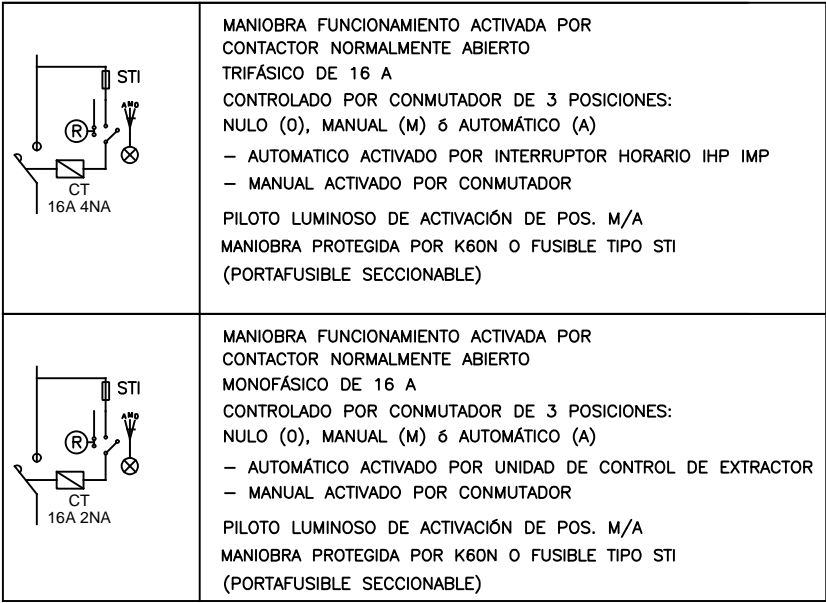 STI
A M 0
R
CT
16A 4NA
MANIOBRA FUNCIONAMIENTO ACTIVADA POR
CONTACTOR NORMALMENTE ABIERTO
TRIFÁSICO DE 16 A
CONTROLADO POR CONMUTADOR DE 3 POSICIONES:
NULO (0), MANUAL (M) ó AUTOMÁTICO (A)
– AUTOMATICO ACTIVADO POR INTERRUPTOR HORARIO IHP IMP
– MANUAL ACTIVADO POR CONMUTADOR
PILOTO LUMINOSO DE ACTIVACIÓN DE POS. M/A
MANIOBRA PROTEGIDA POR K60N O FUSIBLE TIPO STI
(PORTAFUSIBLE SECCIONABLE)
STI
A M 0
R
CT
16A 2NA
MANIOBRA FUNCIONAMIENTO ACTIVADA POR
CONTACTOR NORMALMENTE ABIERTO
MONOFÁSICO DE 16 A
CONTROLADO POR CONMUTADOR DE 3 POSICIONES:
NULO (0), MANUAL (M) ó AUTOMÁTICO (A)
– AUTOMÁTICO ACTIVADO POR UNIDAD DE CONTROL DE EXTRACTOR
– MANUAL ACTIVADO POR CONMUTADOR
PILOTO LUMINOSO DE ACTIVACIÓN DE POS. M/A
MANIOBRA PROTEGIDA POR K60N O FUSIBLE TIPO STI
(PORTAFUSIBLE SECCIONABLE)